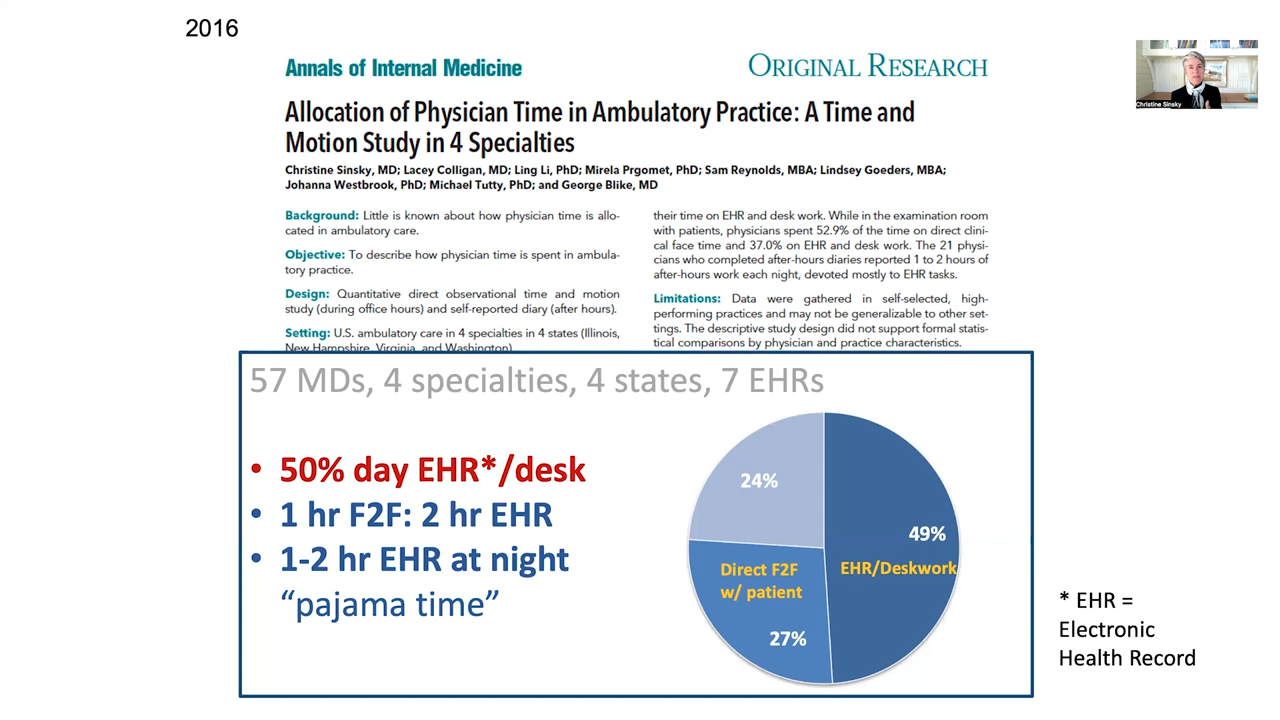 2016
Annals of Internal Medicine
ORIGINAL RESEARCH
Allocation of Physician Time in Ambulatory Practice: A Time and
Motion Study in 4 Specialties
Christine Sinsky, MD; Lacey Colligan, MD; Ling Li, PhD; Mirela Prgomet, PhD; Sam Reynolds, MBA; Lindsey Goeders, MBA;
Johanna Westbrook, PhD; Michael Tutty, PhD; and George Blike, MD
Background: Little is known about how physician time is allo-
cated in ambulatory care.
Objective: To describe how physician time is spent in ambula-
tory practice.
Design: Quantitative direct observational time and motion
study (during office hours) and self-reported diary (after hours).
Setting: U.S. ambulatory care in 4 specialties in 4 states (Illinois,
New Hampshire, Virginia, and Washington)
their time on EHR and desk work. While in the examination room
with patients, physicians spent 52.9% of the time on direct clini-
cal face time and 37.0% on EHR and desk work. The 21 physi-
cians who completed after-hours diaries reported 1 to 2 hours of
after-hours work each night, devoted mostly to EHR tasks.
Limitations: Data were gathered in self-selected, high-
performing practices and may not be generalizable to other set-
tings. The descriptive study design did not support formal statis-
tical comparisons by physician and practice characteristics.
Christine Sinsky
57 MDs, 4 specialties, 4 states, 7 EHRs
• 50% day EHR*/desk
• 1 hr F2F: 2 hr EHR
• 1-2 hr EHR at night
“pajama time”
24%
49%
EHR/Deskwork
Direct F2F
w/ patient
27%
* EHR =
Electronic
Health Record